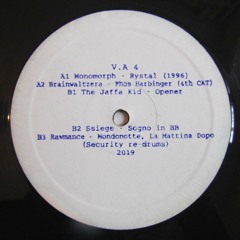 V.A 4
A1 Monomorph - Rystal (1996)
A2 Brainwaltzera - Phos Harbinger (4th CAT)
B1 The Jaffa Kid - Opener
B2 Ssiege - Sogno in BB
B3 Rawmance - Mondonotte, La Mattina Dopo
(Security re-drums)
2019